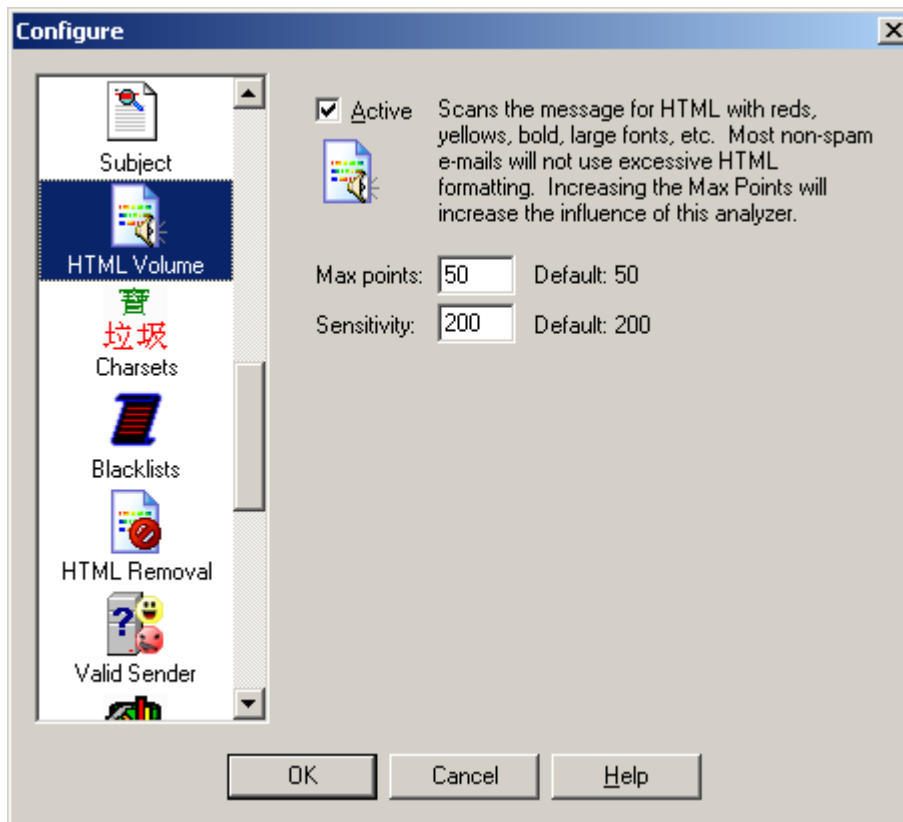 Configure
Subject
HTML Volume
寶
垃圾
Charsets
Blacklists
HTML Removal
?
Valid Sender
Active
Scans the message for HTML with reds,
yellows, bold, large fonts, etc.  Most non-spam
e-mails will not use excessive HTML
formatting.  Increasing the Max Points will
increase the influence of this analyzer.
Max points: 50 Default: 50
Sensitivity: 200 Default: 200
OK Cancel Help